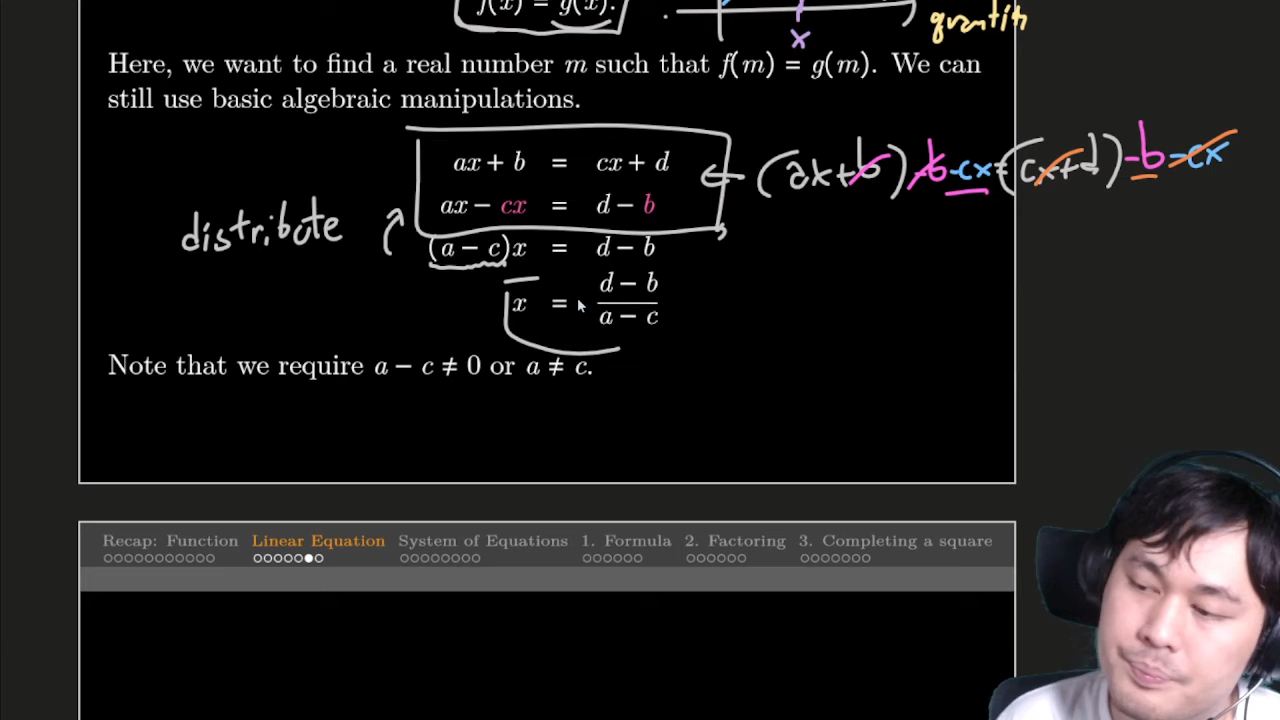 f(x) = g(x).
quantiti
x
Here, we want to find a real number m such that f(m) = g(m). We can
still use basic algebraic manipulations.
ax + b = cx + d ← (ax+b) -b -cx = (cx+d) -b -cx
ax − cx = d − b
distribute
(a − c)x = d − b
x = \frac{d − b}{a − c}
Note that we require a − c ≠ 0 or a ≠ c.
Recap: Function Linear Equation System of Equations 1. Formula 2. Factoring 3. Completing a square